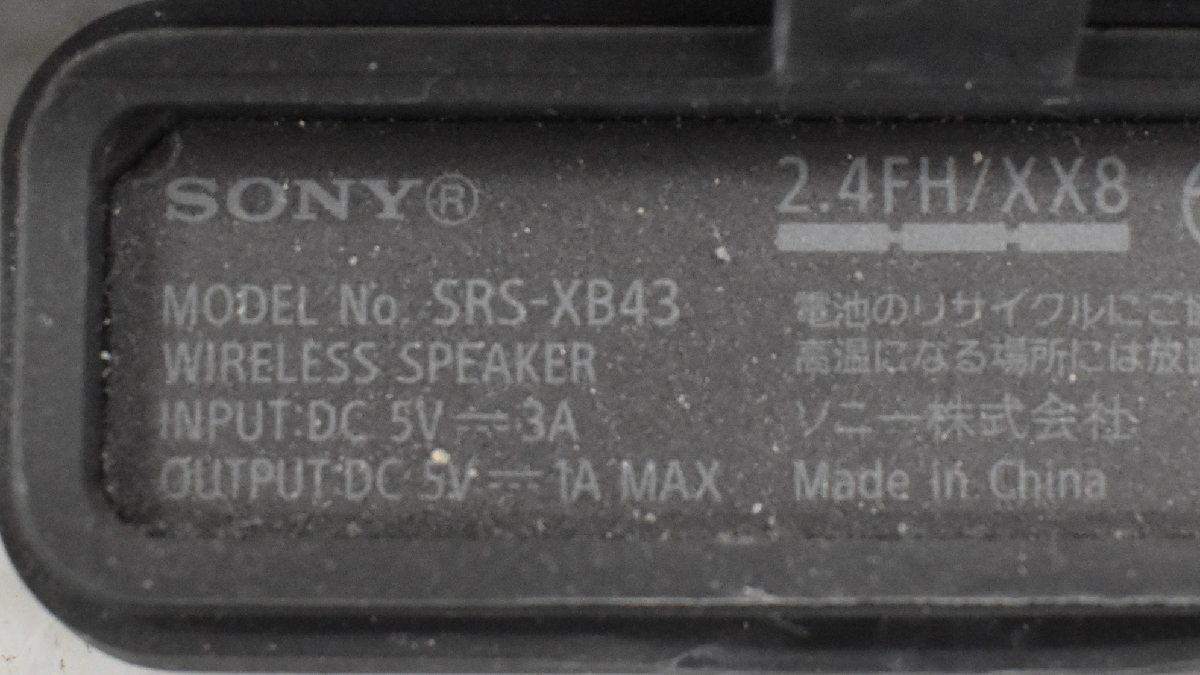 SONY®
MODEL No. SRS-XB43
WIRELESS SPEAKER
INPUT:DC 5V⎓3A
OUTPUT:DC 5V⎓1A MAX
2.4FH/XX8
電池のリサイクルにご
高温になる場所には放
ソニー株式会社
Made in China